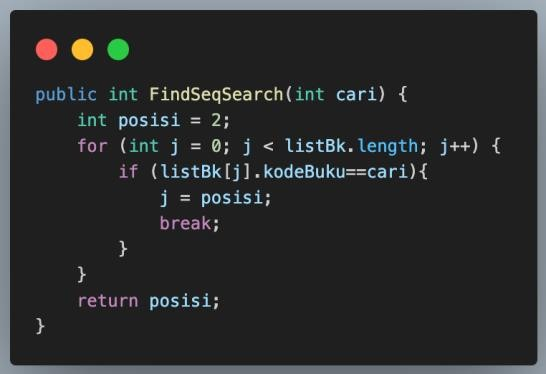 public int FindSeqSearch(int cari) {
    int posisi = 2;
    for (int j = 0; j < listBk.length; j++) {
        if (listBk[j].kodeBuku==cari){
            j = posisi;
            break;
        }
    }
    return posisi;
}